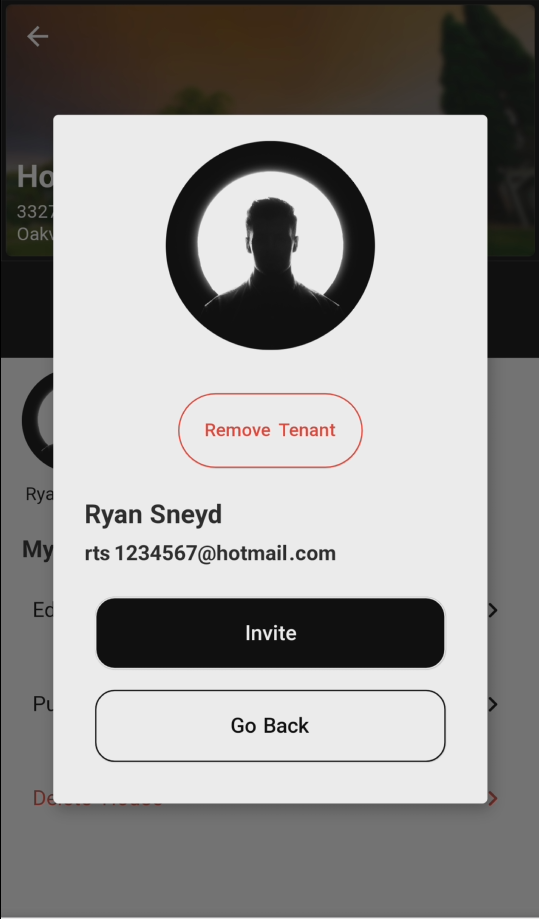 Ho
3327
Oakv
Remove Tenant
Rya
Ryan Sneyd
My
rts 1234567@hotmail.com
Ed
Invite
Pu
Go Back
Delete House